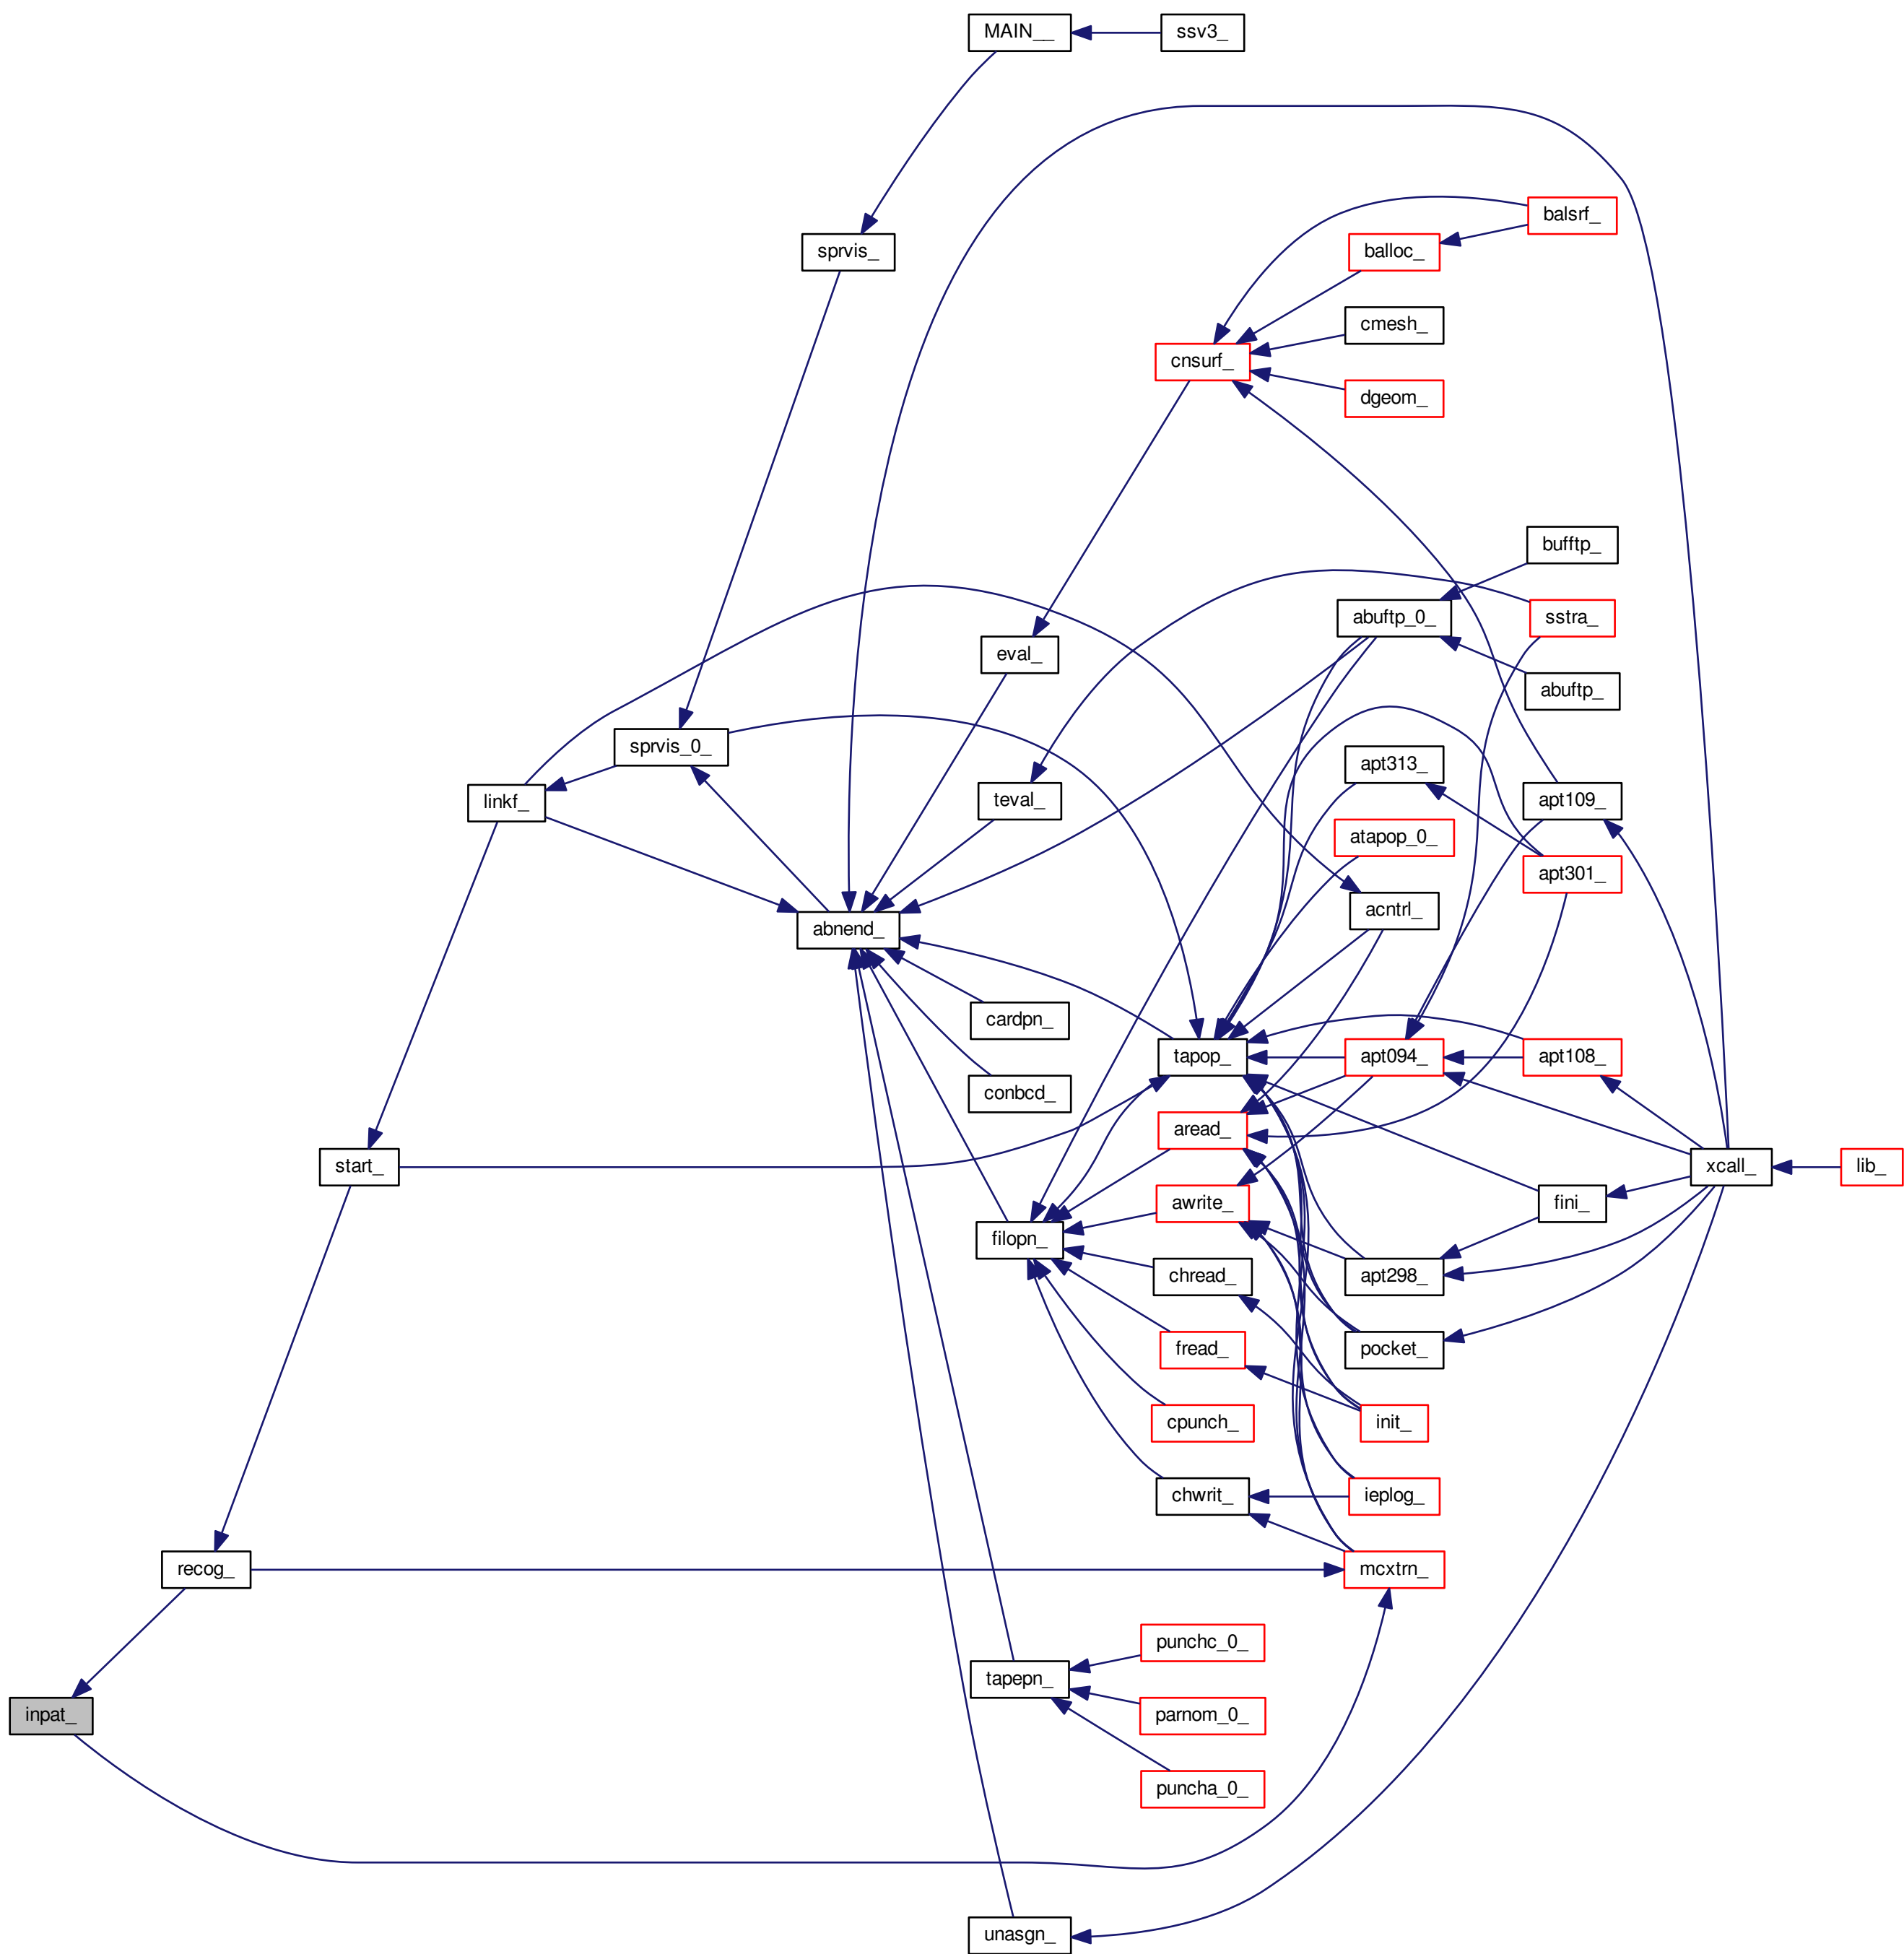 MAIN__
ssv3_
balsrf_
sprvis_
balloc_
cmesh_
cnsurf_
dgeom_
bufftp_
abuftp_0_
sstra_
eval_
abuftp_
sprvis_0_
apt313_
linkf_
teval_
apt109_
atapop_0_
apt301_
acntrl_
abnend_
cardpn_
tapop_
apt094_
apt108_
conbcd_
aread_
start_
xcall_
lib_
awrite_
fini_
filopn_
chread_
apt298_
fread_
pocket_
cpunch_
init_
chwrit_
ieplog_
recog_
mcxtrn_
punchc_0_
tapepn_
inpat_
parnom_0_
puncha_0_
unasgn_